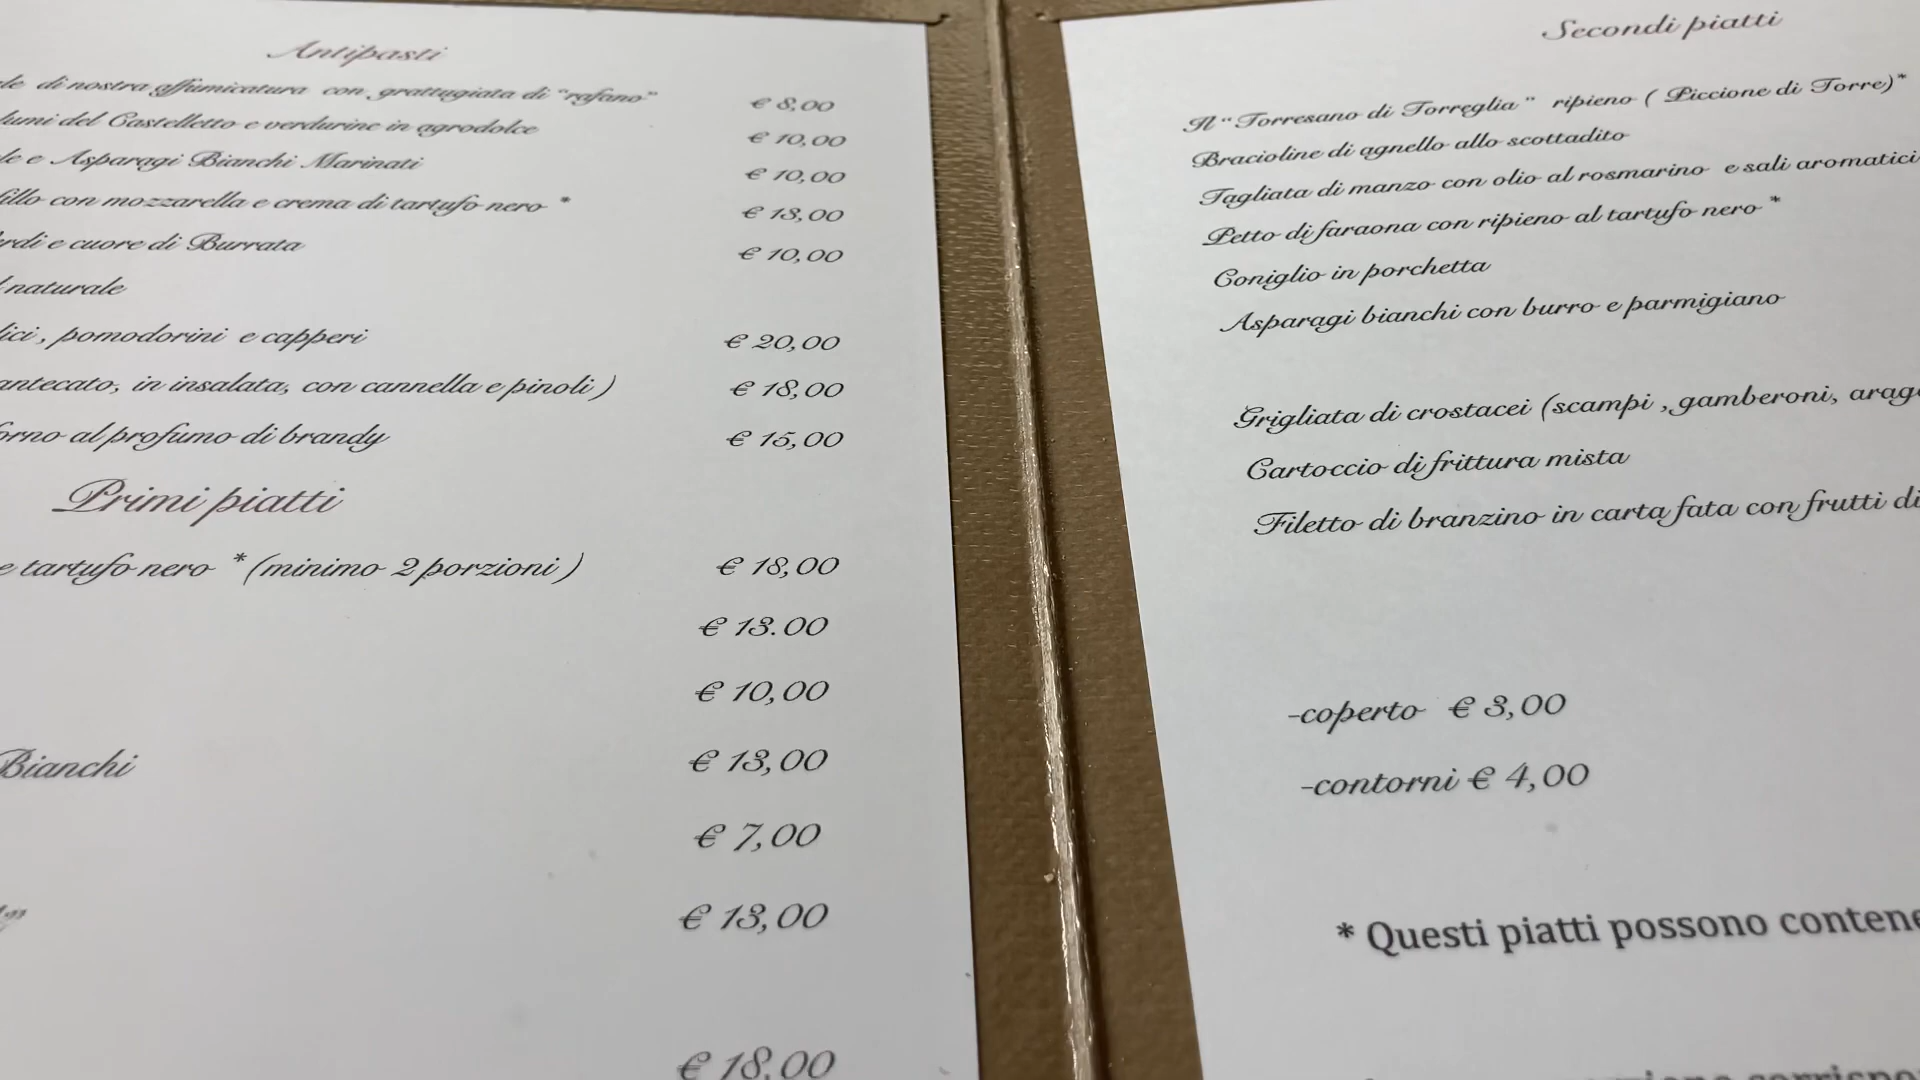 Antipasti
di nostra affumicatura con grattugiata di "rafano" € 8,00
del Castelletto e verdurine in agrodolce € 10,00
e Asparagi Bianchi Marinati € 10,00
con mozzarella e crema di tartufo nero * € 13,00
e cuore di Burrata € 10,00
naturale
pomodorini e capperi € 20,00
in insalata, con cannella e pinoli ) € 18,00
al profumo di brandy € 15,00
Primi piatti
e tartufo nero * (minimo 2 porzioni ) € 18,00
€ 13.00
€ 10,00
Bianchi € 13,00
€ 7,00
€ 13,00
€ 18,00
Secondi piatti
Il "Torresano di Torreglia" ripieno ( Piccione di Torre)*
Bracioline di agnello allo scottadito
Tagliata di manzo con olio al rosmarino e sali aromatici
Petto di faraona con ripieno al tartufo nero *
Coniglio in porchetta
Asparagi bianchi con burro e parmigiano
Grigliata di crostacei (scampi , gamberoni,
Cartoccio di frittura mista
Filetto di branzino in carta fata con frutti di
-coperto € 3,00
-contorni € 4,00
* Questi piatti possono